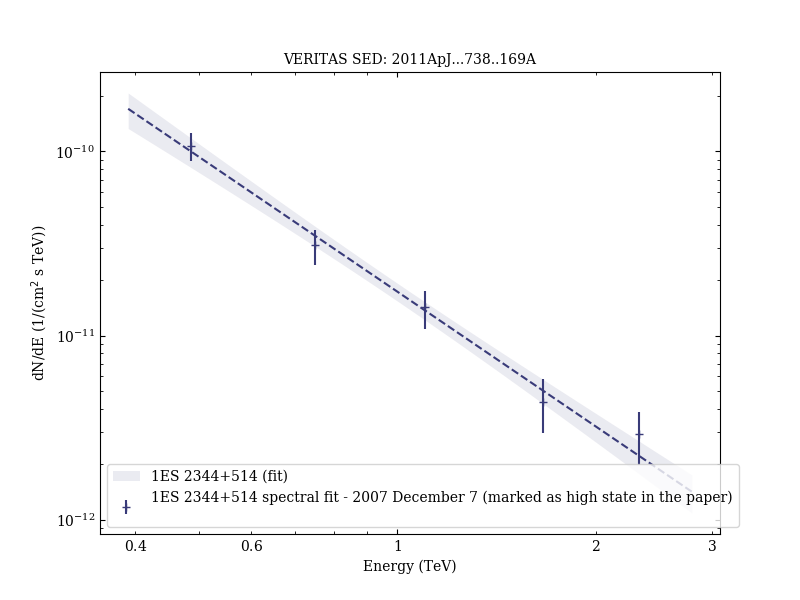 VERITAS SED: 2011ApJ...738..169A
dN/dE (1/(cm² s TeV))
10⁻¹⁰
10⁻¹¹
10⁻¹²
1ES 2344+514 (fit)
1ES 2344+514 spectral fit - 2007 December 7 (marked as high state in the paper)
0.4 0.6 1 2 3
Energy (TeV)